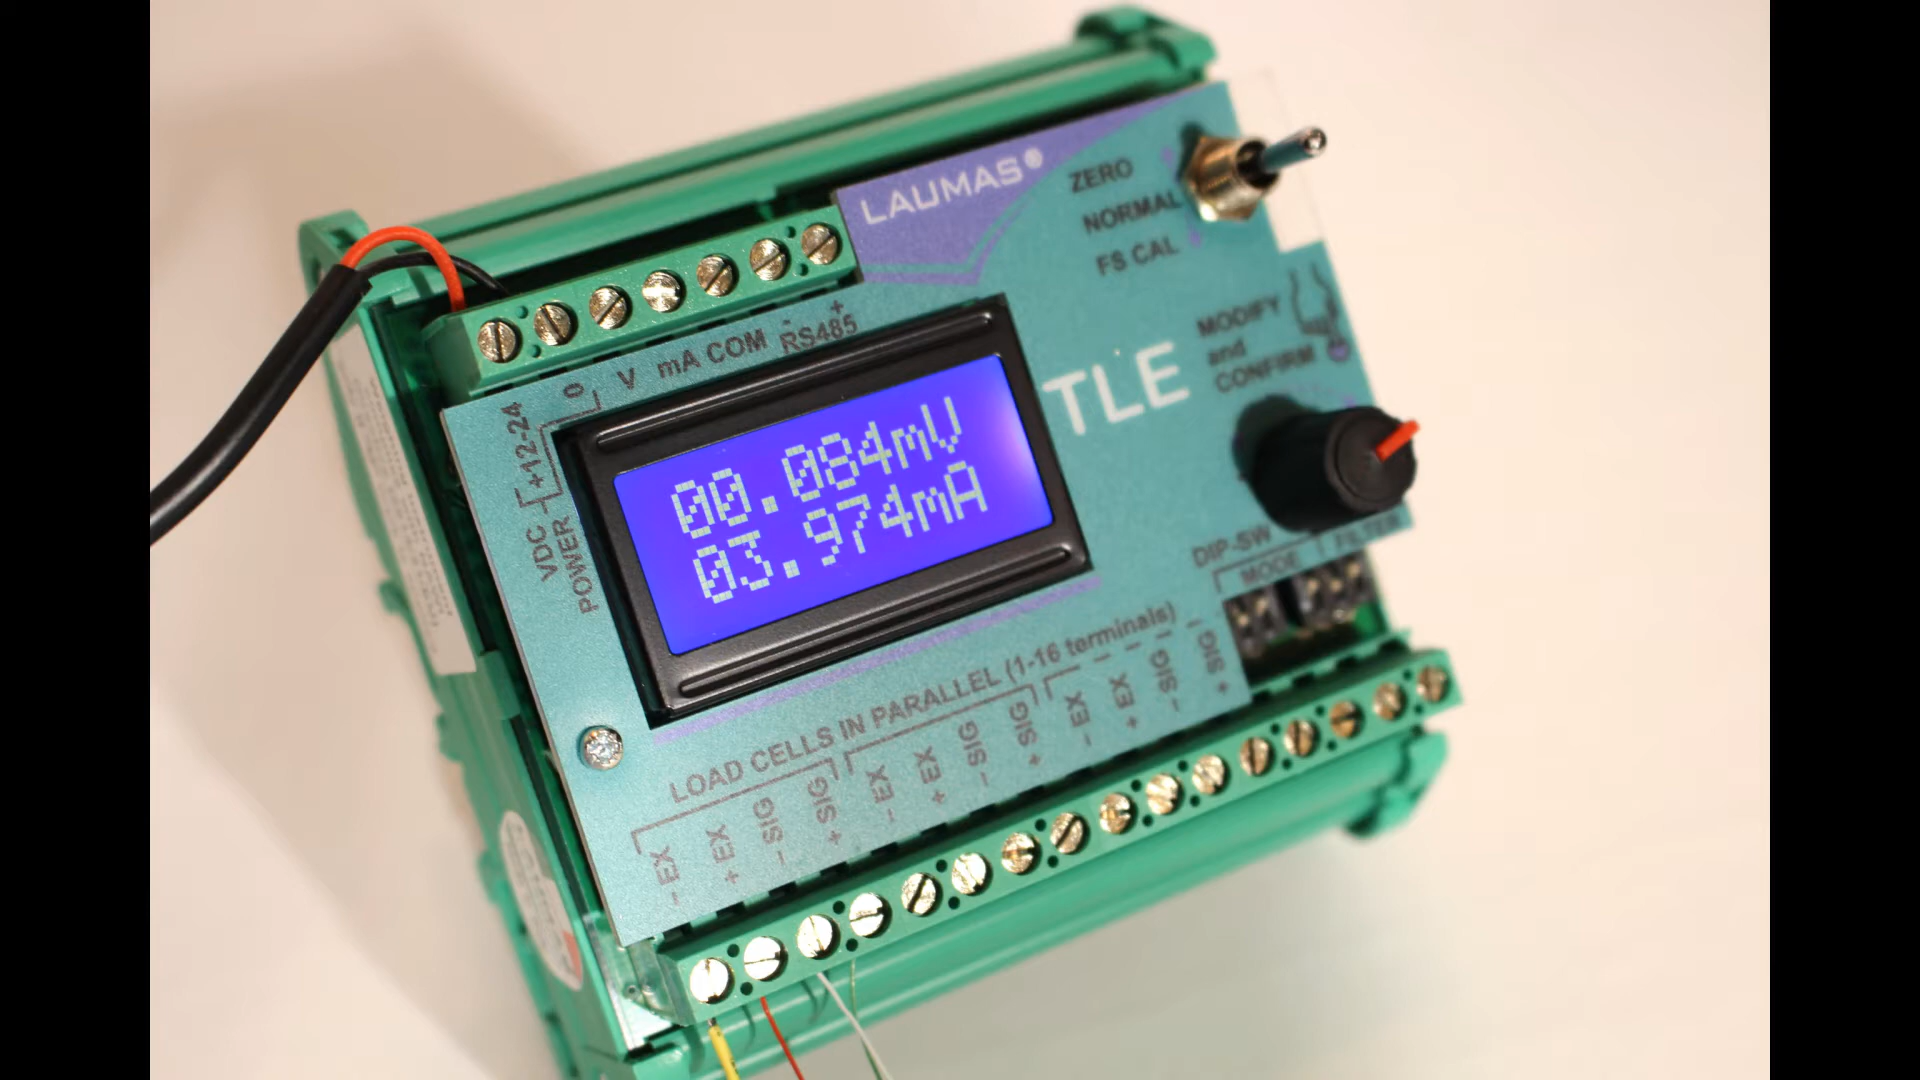 LAUMAS®
ZERO
NORMAL
FS CAL
MODIFY
and
CONFIRM
TLE
- +
V mA COM RS485
VDC +12-24 0
POWER
00.084mV
03.974mA
DIP-SW
MODE FILTER
LOAD CELLS IN PARALLEL (1-16 terminals)
- EX + EX - SIG + SIG - EX + EX - SIG + SIG - EX + EX - SIG + SIG